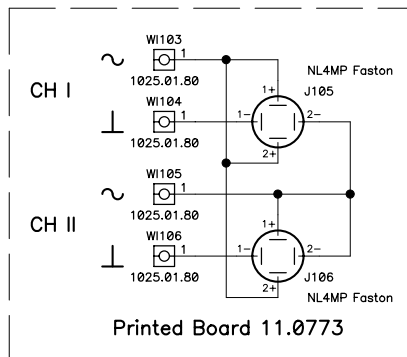 WI103
1
1025.01.80
NL4MP Faston
1+
J105
CH I
WI104
1
1-
2-
1025.01.80
2+
WI105
1
1025.01.80
1+
CH II
WI106
1
1-
2-
1025.01.80
2+
J106
NL4MP Faston
Printed Board 11.0773